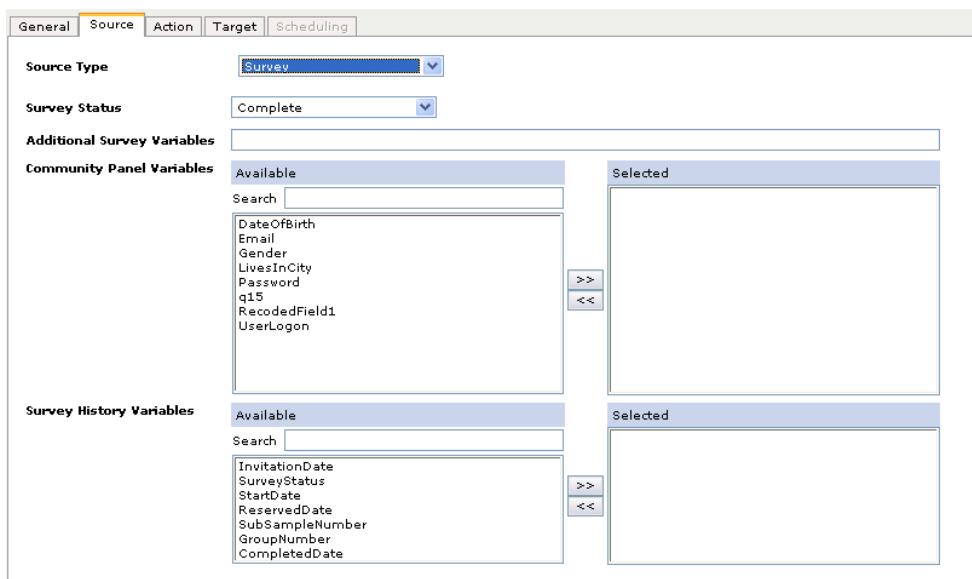 General Source Action Target Scheduling
Source Type Survey
Survey Status Complete
Additional Survey Variables
Community Panel Variables Available Selected
Search
DateOfBirth
Email
Gender
LivesInCity
Password
q15
RecodedField1
UserLogon
>>
<<
Survey History Variables Available Selected
Search
InvitationDate
SurveyStatus
StartDate
ReservedDate
SubSampleNumber
GroupNumber
CompletedDate
>>
<<